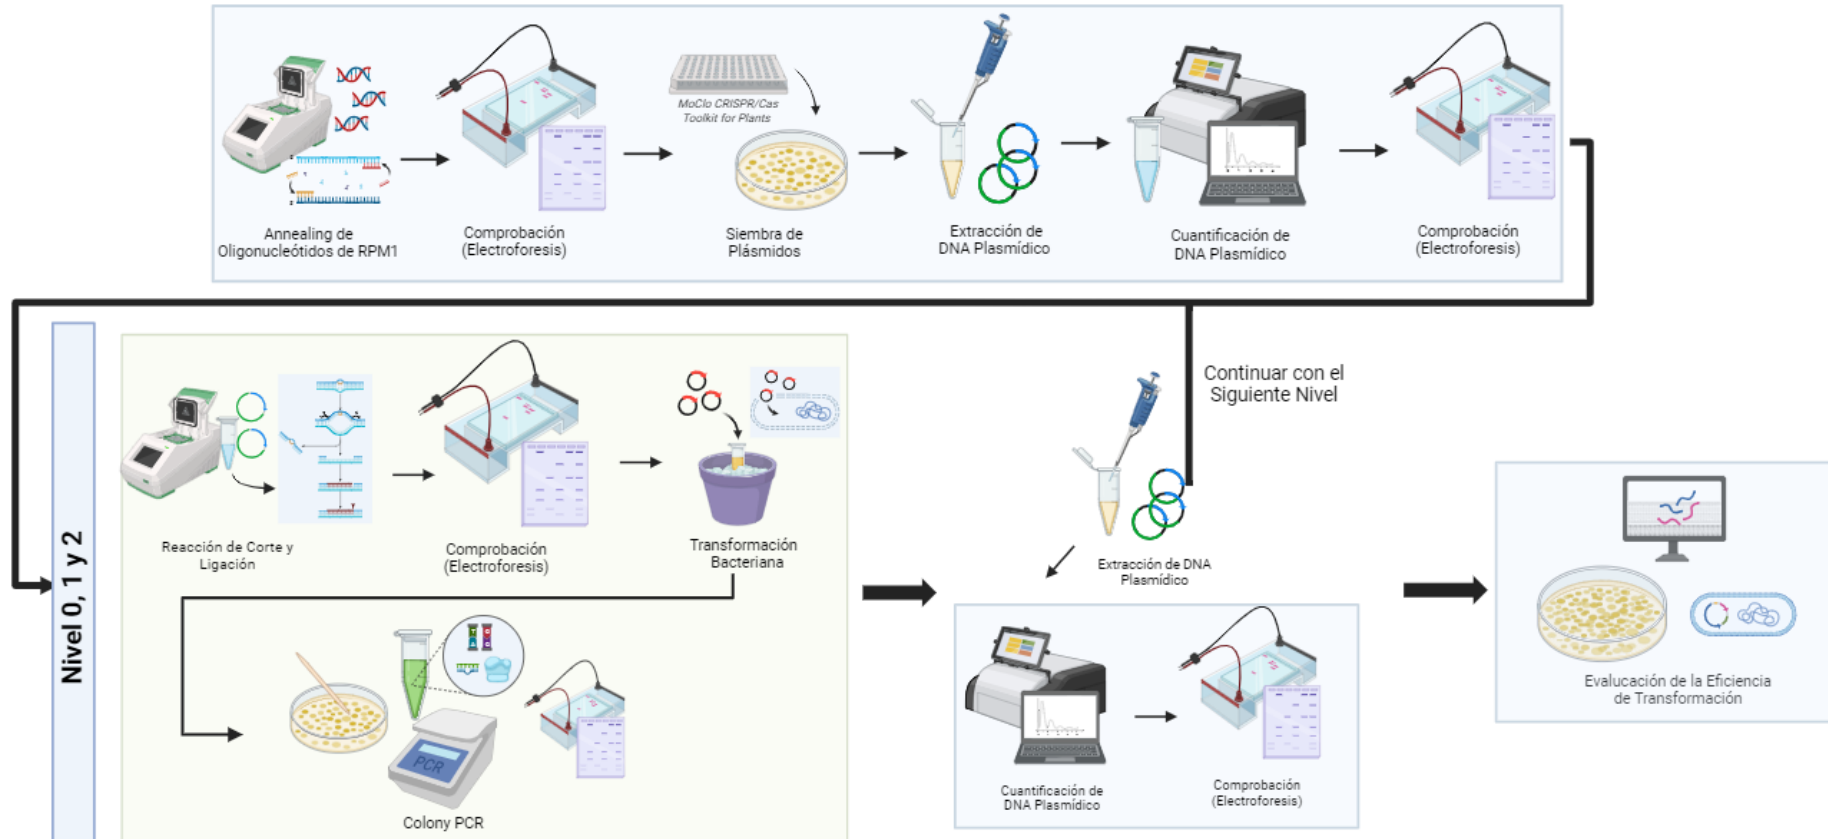 MoClo CRISPR/Cas
Toolkit for Plants
Annealing de
Oligonucleótidos de RPM1
Comprobación
(Electroforesis)
Siembra de
Plásmidos
Extracción de
DNA Plasmídico
Cuantificación de
DNA Plasmídico
Comprobación
(Electroforesis)
Nivel 0, 1 y 2
Reacción de Corte y
Ligación
Comprobación
(Electroforesis)
Transformación
Bacteriana
PCR
Colony PCR
Continuar con el
Siguiente Nivel
Extracción de DNA
Plasmídico
Cuantificación de
DNA Plasmídico
Comprobación
(Electroforesis)
Evalucación de la Eficiencia
de Transformación